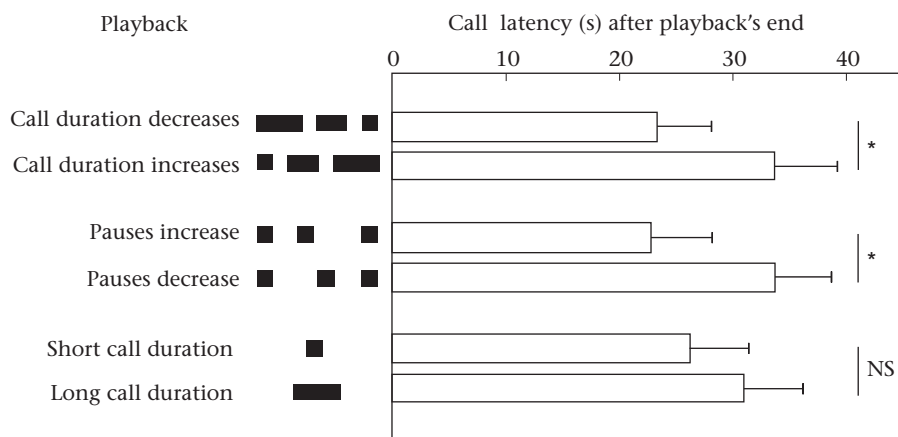 Playback
Call latency (s) after playback's end
0 10 20 30 40
Call duration decreases
Call duration increases
*
Pauses increase
Pauses decrease
*
Short call duration
Long call duration
NS